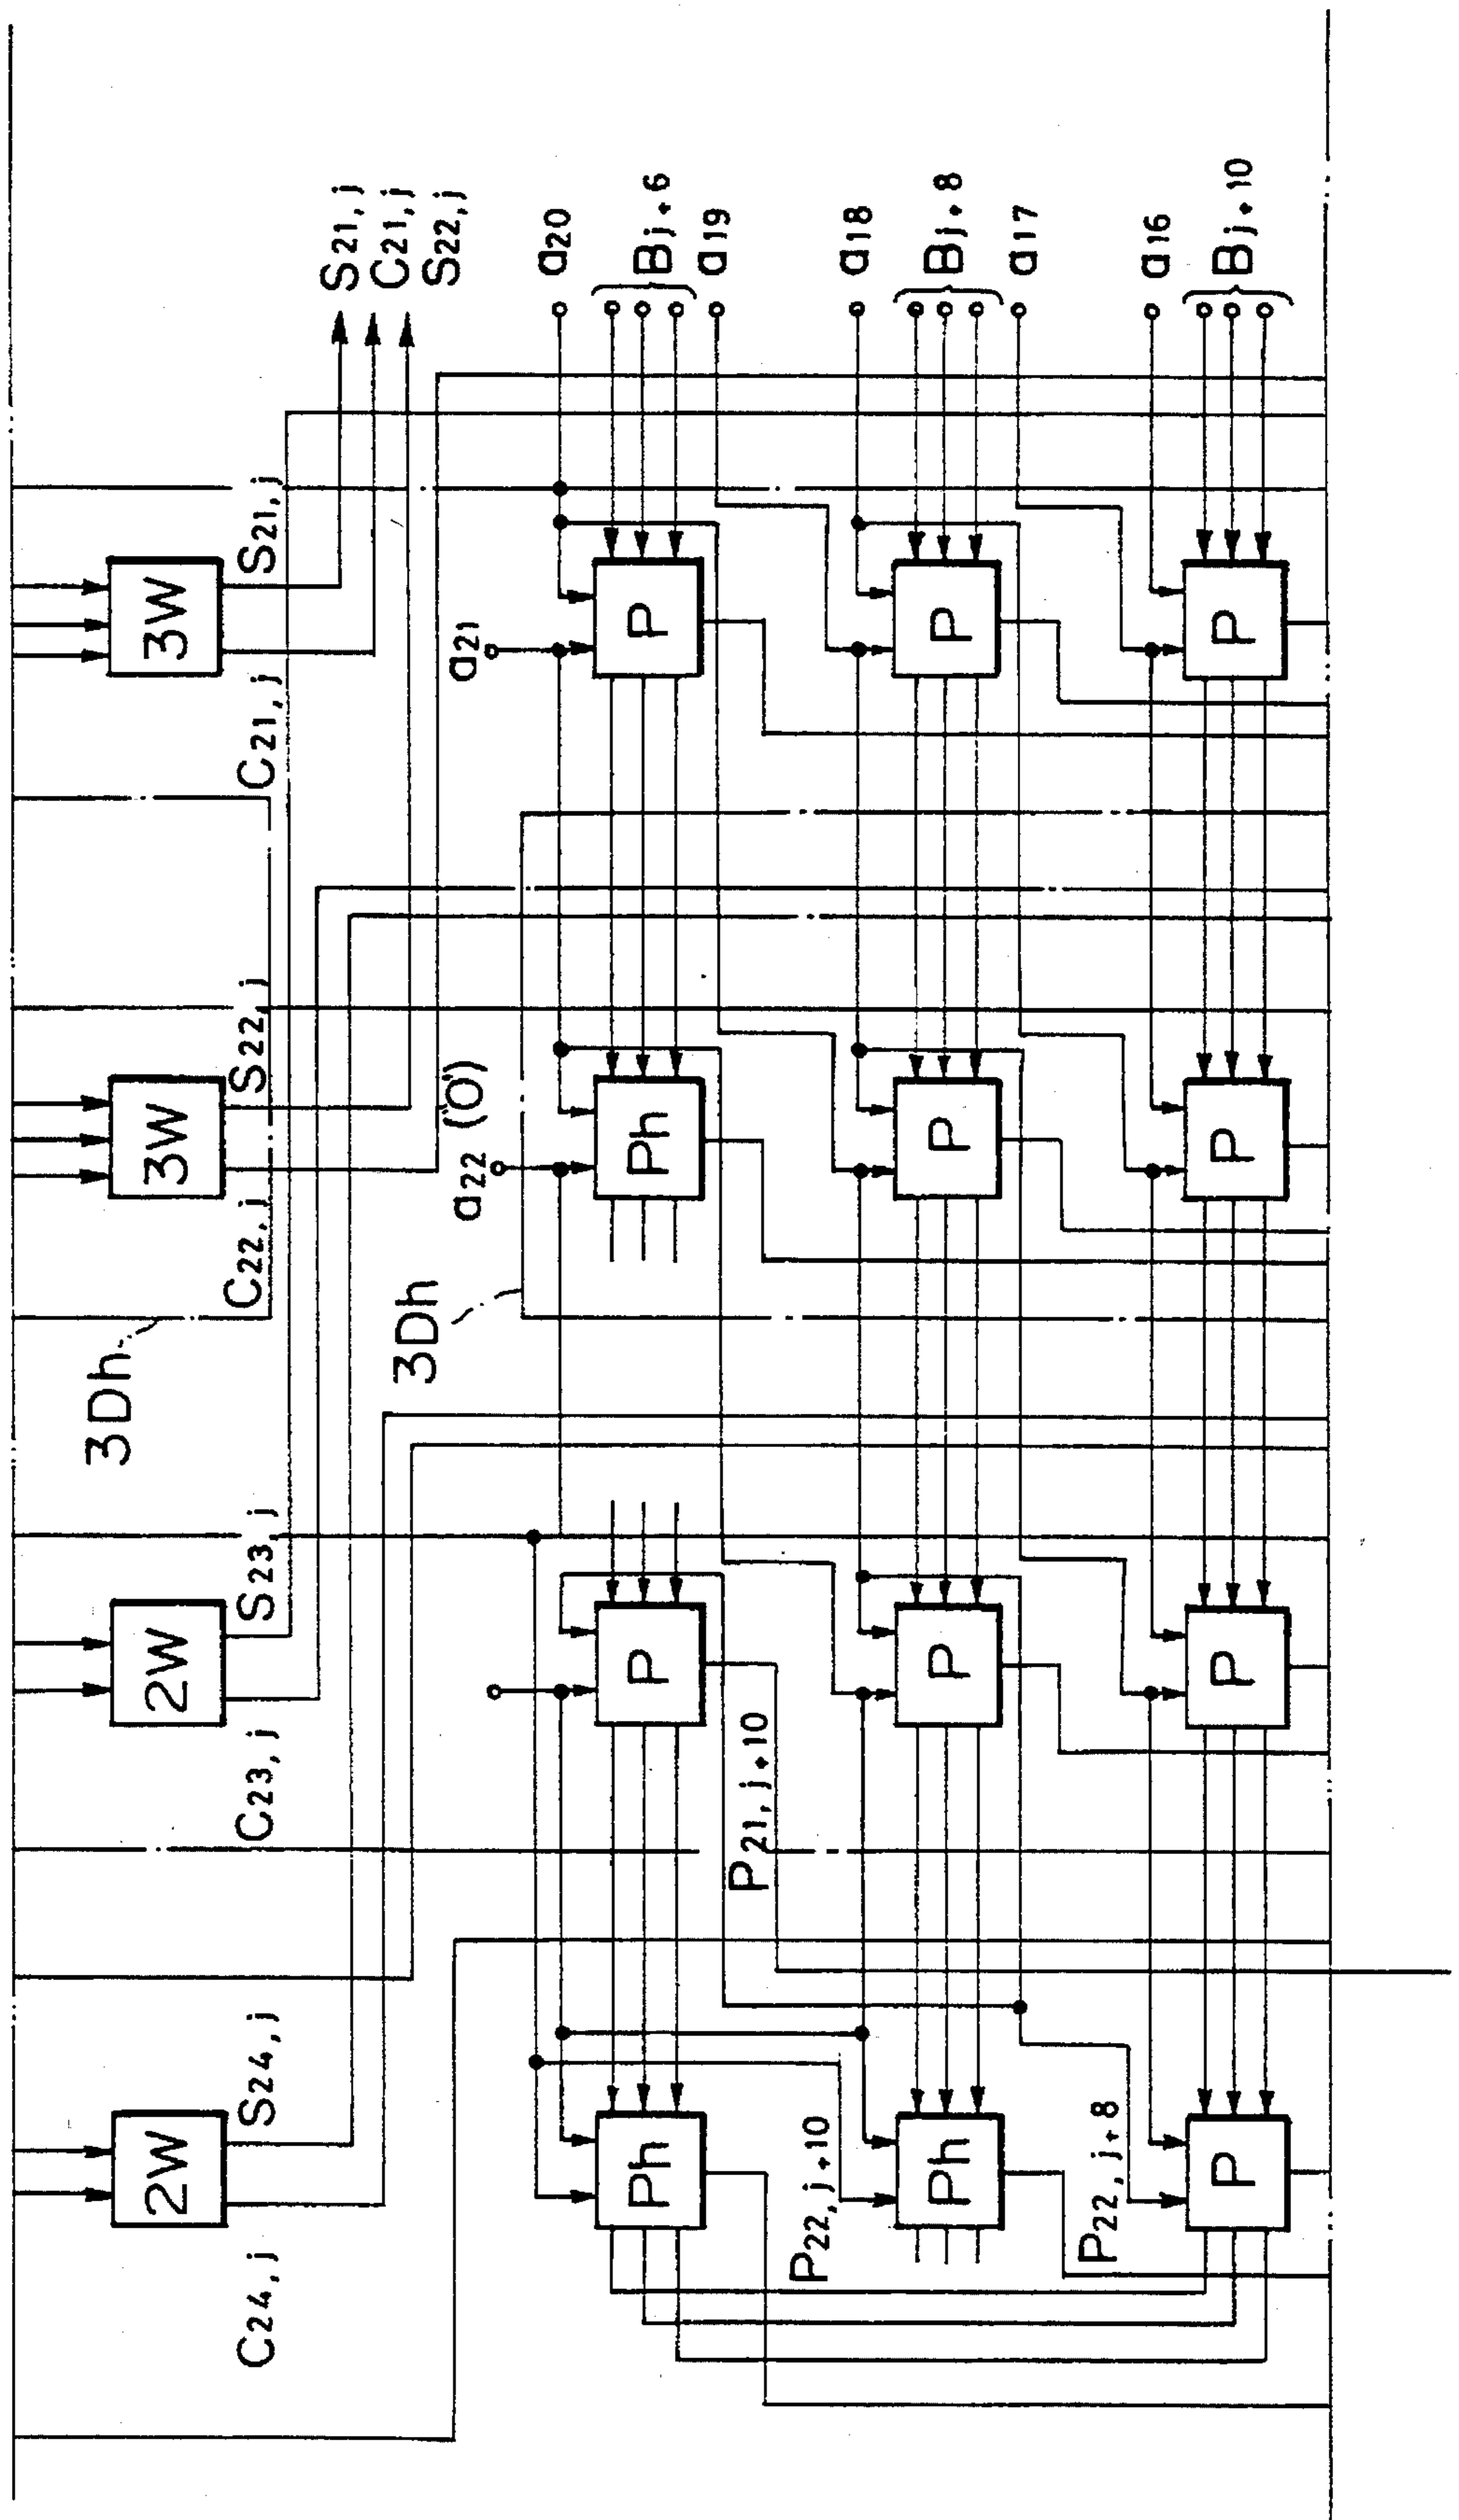 3Dh
2W 2W 3W 3W
C24,j S24,j C23,j S23,j C22,j S22,j C21,j S21,j
S21,j
C21,j
S22,j
3Dh
a22 ("0")
a21
a20
Ph P Ph P Bj+6
a19
P21,j+10
P22,j+10
a18
Ph P P P Bj+8
a17
P22,j+8
a16
P P P P Bj+10